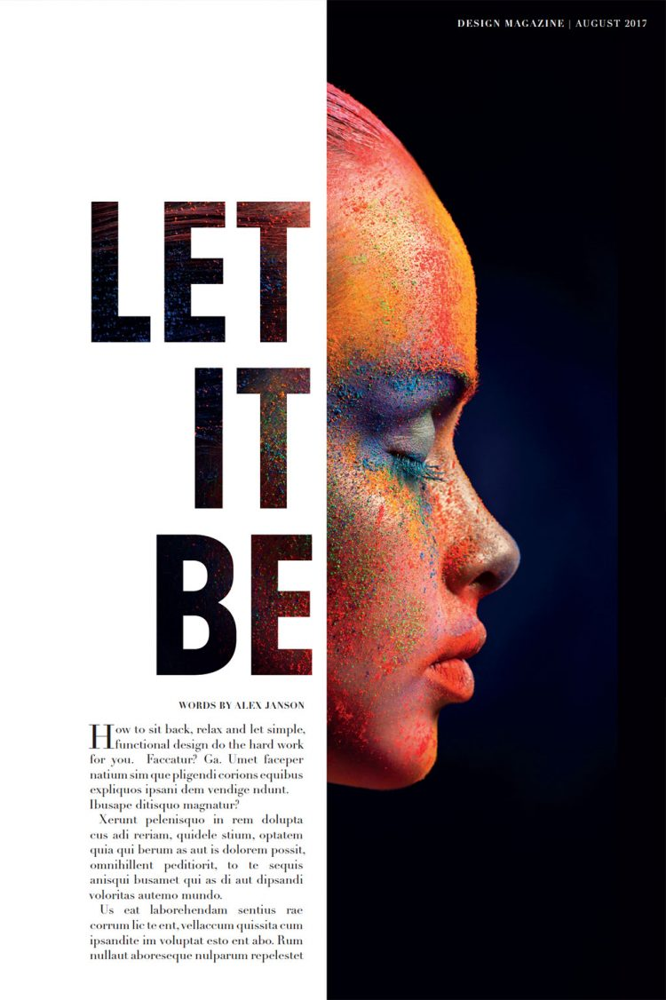 DESIGN MAGAZINE | AUGUST 2017
LET
IT
BE
WORDS BY ALEX JANSON
How to sit back, relax and let simple,
functional design do the hard work
for you. Faccatur? Ga. Umet faceper
natium sim que pligendi corions equibus
expliquos ipsani dem vendige ndunt.
Ibusape ditisquo magnatur?
Xerunt pelenisquo in rem dolupta
cus adi reriam, quidele stium, optatem
quia qui berum as aut is dolorem possit,
omnihillent peditiorit, to te sequis
anisqui busamet qui as di aut dipsandi
voloritas autemo mundo.
Us eat laborehendam sentius rae
corrum lic te ent, vellaccum quissita cum
ipsandite im voluptat esto ent abo. Rum
nullaut aboreseque nulparum repelestet